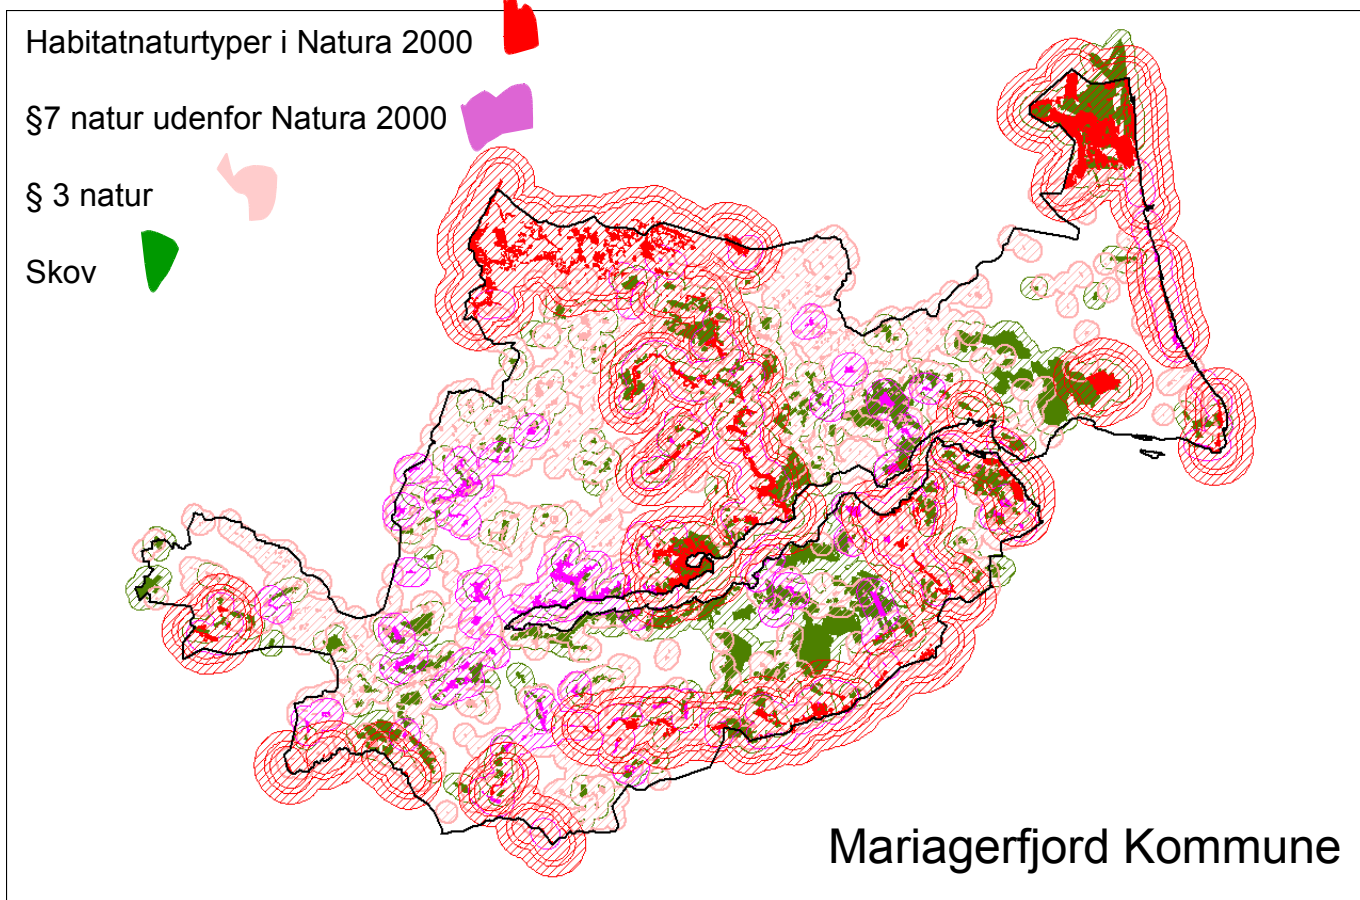 Habitatnaturtyper i Natura 2000
§7 natur udenfor Natura 2000
§ 3 natur
Skov
Mariagerfjord Kommune